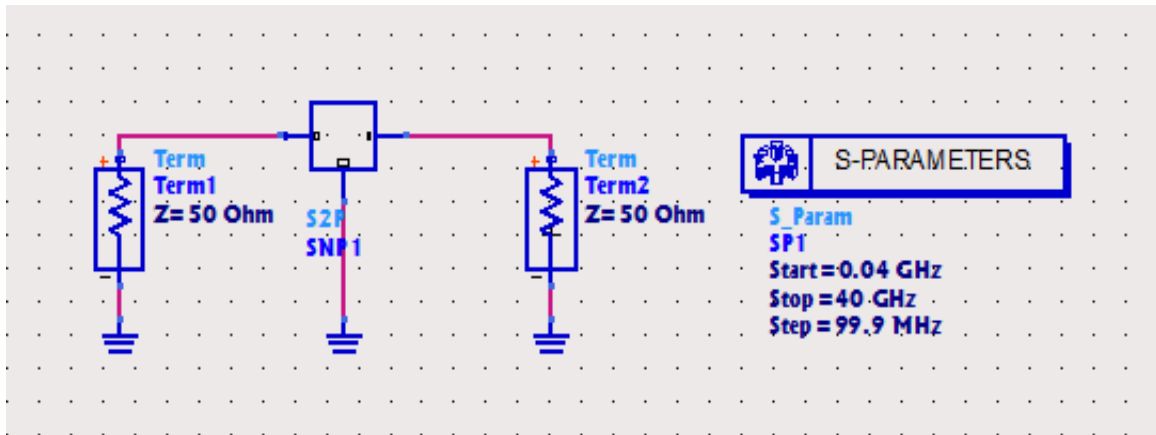 Term
Term1
Z= 50 Ohm
S2P
SNP1
Term
Term2
Z= 50 Ohm
S-PARAMETERS
S_Param
SP1
Start=0.04 GHz
Stop=40 GHz
Step=99.9 MHz